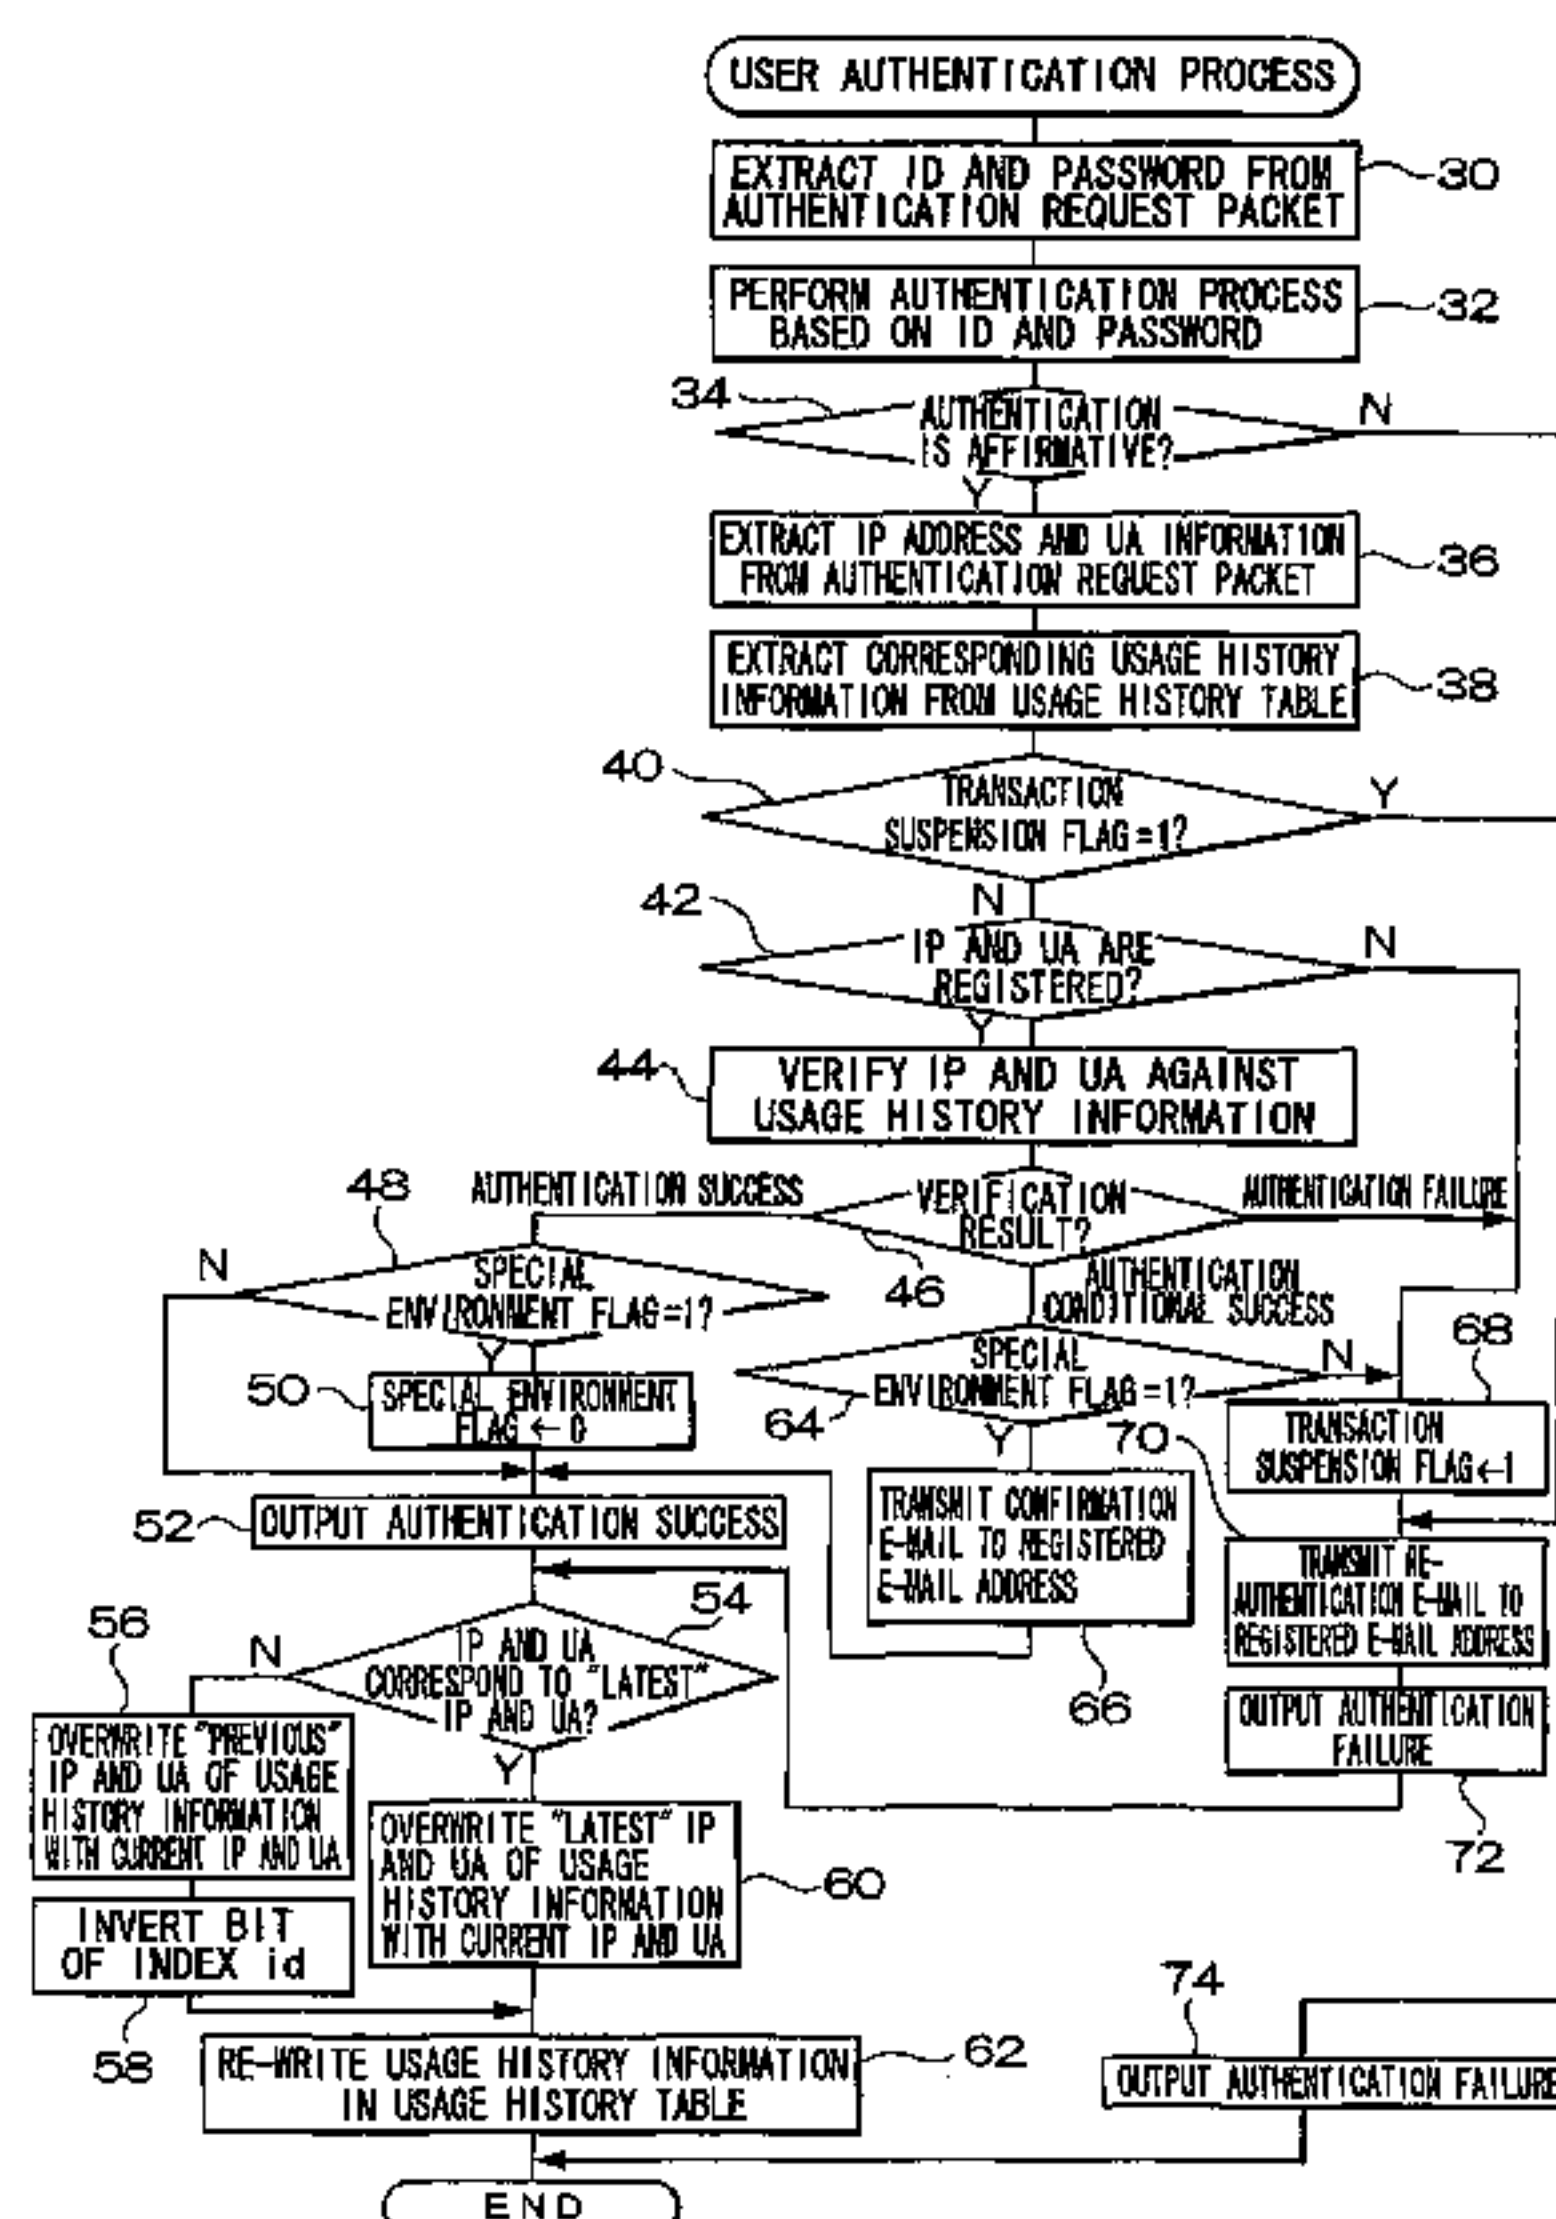 USER AUTHENTICATION PROCESS
EXTRACT ID AND PASSWORD FROM
AUTHENTICATION REQUEST PACKET
30
PERFORM AUTHENTICATION PROCESS
BASED ON ID AND PASSWORD
32
34
AUTHENTICATION
IS AFFIRMATIVE?
N
Y
EXTRACT IP ADDRESS AND UA INFORMATION
FROM AUTHENTICATION REQUEST PACKET
36
EXTRACT CORRESPONDING USAGE HISTORY
INFORMATION FROM USAGE HISTORY TABLE
38
40
TRANSACTION
SUSPENSION FLAG=1?
Y
N
42
IP AND UA ARE
REGISTERED?
N
Y
44
VERIFY IP AND UA AGAINST
USAGE HISTORY INFORMATION
48
AUTHENTICATION SUCCESS
VERIFICATION
RESULT?
AUTHENTICATION FAILURE
46
N
SPECIAL
ENVIRONMENT FLAG=1?
AUTHENTICATION
CONDITIONAL SUCCESS
Y
50
SPECIAL ENVIRONMENT
FLAG ← 0
SPECIAL
ENVIRONMENT FLAG=1?
N
64
Y
68
TRANSACTION
SUSPENSION FLAG←1
70
52
OUTPUT AUTHENTICATION SUCCESS
TRANSMIT CONFIRMATION
E-MAIL TO REGISTERED
E-MAIL ADDRESS
66
TRANSMIT RE-
AUTHENTICATION E-MAIL TO
REGISTERED E-MAIL ADDRESS
OUTPUT AUTHENTICATION
FAILURE
72
54
IP AND UA
CORRESPOND TO "LATEST"
IP AND UA?
N
Y
56
OVERWRITE "PREVIOUS"
IP AND UA OF USAGE
HISTORY INFORMATION
WITH CURRENT IP AND UA
INVERT BIT
OF INDEX id
58
OVERWRITE "LATEST" IP
AND UA OF USAGE
HISTORY INFORMATION
WITH CURRENT IP AND UA
60
RE-WRITE USAGE HISTORY INFORMATION
IN USAGE HISTORY TABLE
62
74
OUTPUT AUTHENTICATION FAILURE
END